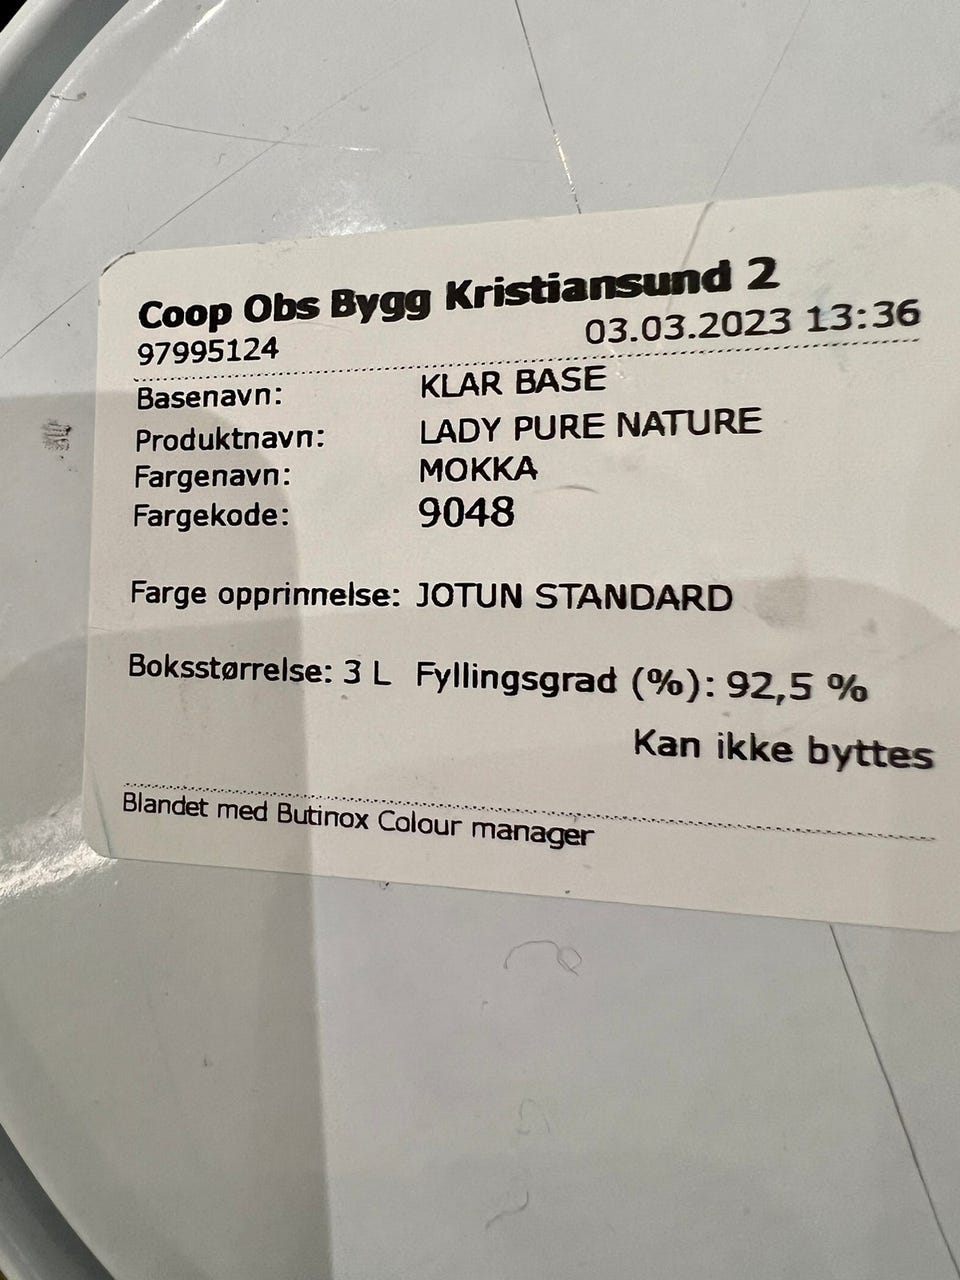 Coop Obs Bygg Kristiansund 2
97995124 03.03.2023 13:36
Basenavn: KLAR BASE
Produktnavn: LADY PURE NATURE
Fargenavn: MOKKA
Fargekode: 9048
Farge opprinnelse: JOTUN STANDARD
Boksstørrelse: 3 L Fyllingsgrad (%): 92,5 %
Kan ikke byttes
Blandet med Butinox Colour manager